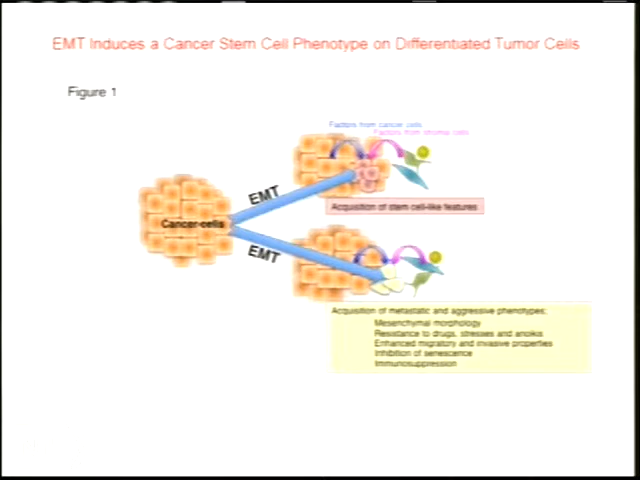 EMT Induces a Cancer Stem Cell Phenotype on Differentiated Tumor Cells
Figure 1
Factors from cancer cells
Factors from stroma cells
EMT
Cancer cells
Acquisition of stem cell-like features
EMT
Acquisition of metastatic and aggressive phenotypes;
Mesenchymal morphology
Resistance to drugs, stresses and anoikis
Enhanced migratory and invasive properties
Inhibition of senescence
Immunosuppression